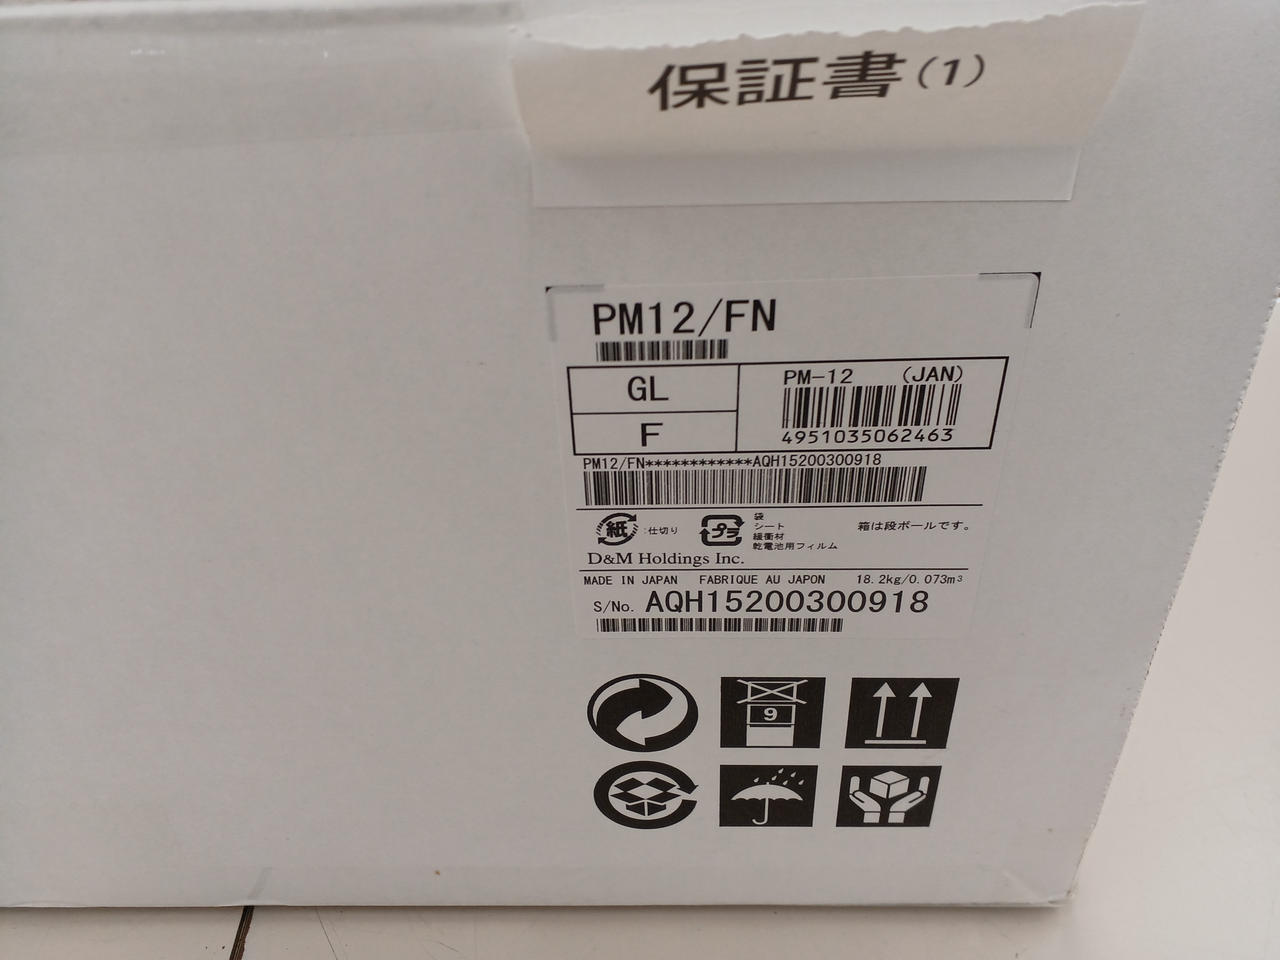 保証書(1)
PM12/FN
GL
F
PM-12 (JAN)
4951035062463
PM12/FN************AQH15200300918
紙 :仕切り
プラ
袋
シート
緩衝材
乾電池用フィルム
箱は段ボールです。
D&M Holdings Inc.
MADE IN JAPAN FABRIQUE AU JAPON 18.2kg/0.073m³
S/No. AQH15200300918
9